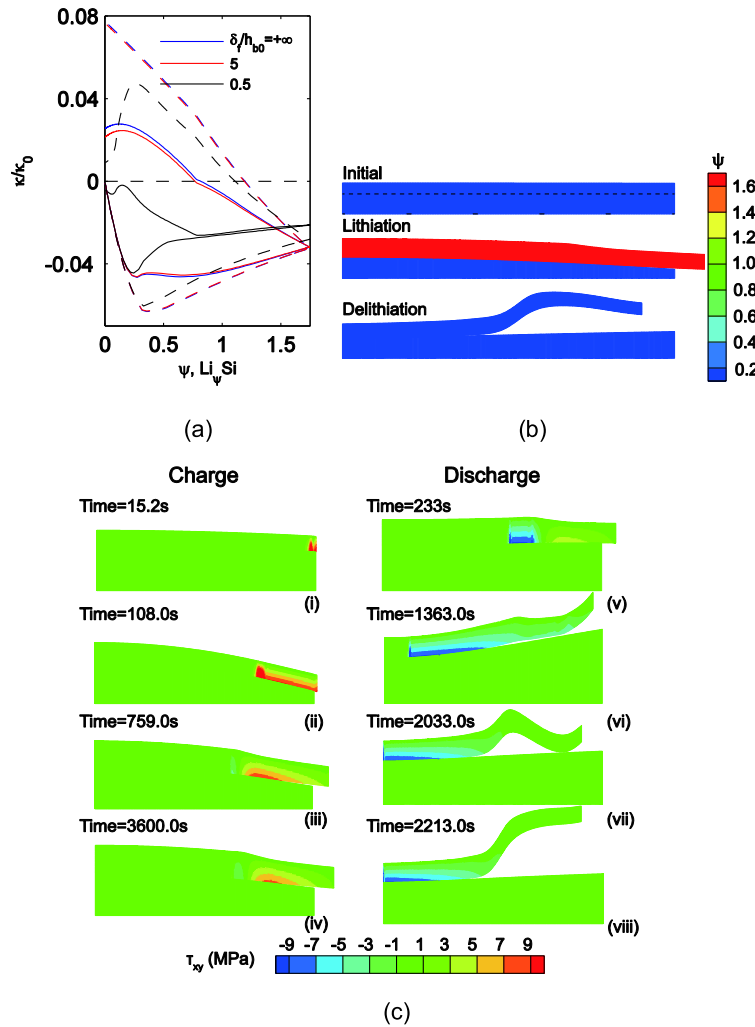 0.08
0.04
0
-0.04
κ/κ₀
δf/hb0=+∞
5
0.5
0 0.5 1 1.5
ψ, LiψSi
(a)
Initial
Lithiation
Delithiation
ψ
1.6
1.4
1.2
1.0
0.8
0.6
0.4
0.2
(b)
Charge
Discharge
Time=15.2s
(i)
Time=108.0s
(ii)
Time=759.0s
(iii)
Time=3600.0s
(iv)
Time=233s
(v)
Time=1363.0s
(vi)
Time=2033.0s
(vii)
Time=2213.0s
(viii)
τxy (MPa)
-9 -7 -5 -3 -1 1 3 5 7 9
(c)